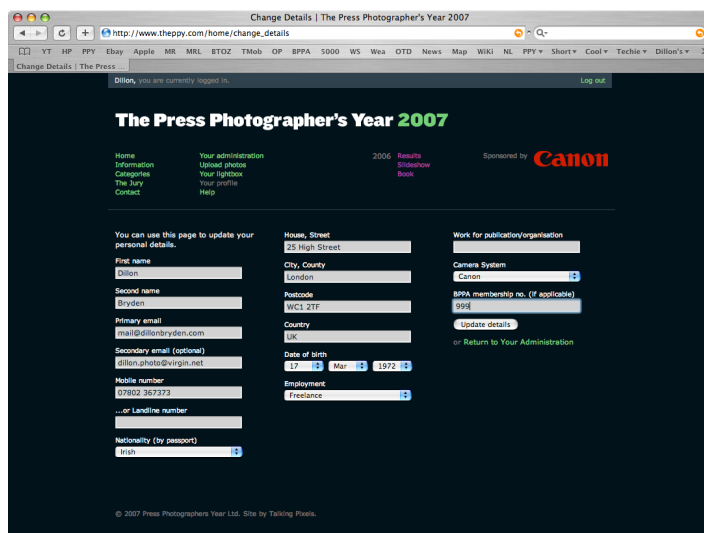 Change Details | The Press Photographer's Year 2007
http://www.theppy.com/home/change_details
Q-
YT HP PPY Ebay Apple MR MRL BTOZ TMob OP BPPA 5000 WS Wea OTD News Map WiKi NL PPY Short Cool Techie Dillon's
Change Details | The Press ...
Dillon, you are currently logged in. Log out
The Press Photographer's Year 2007
Home
Information
Categories
The Jury
Contact
Your administration
Upload photos
Your lightbox
Your profile
Help
2006 Results
Slideshow
Book
Sponsored by Canon
You can use this page to update your
personal details.
First name
Dillon
Second name
Bryden
Primary email
mail@dillonbryden.com
Secondary email (optional)
dillon.photo@virgin.net
Mobile number
07802 367373
...or Landline number
Nationality (by passport)
Irish
House, Street
25 High Street
City, County
London
Postcode
WC1 2TF
Country
UK
Date of birth
17 Mar 1972
Employment
Freelance
Work for publication/organisation
Camera System
Canon
BPPA membership no. (if applicable)
999
Update details
or Return to Your Administration
© 2007 Press Photographers Year Ltd. Site by Talking Pixels.